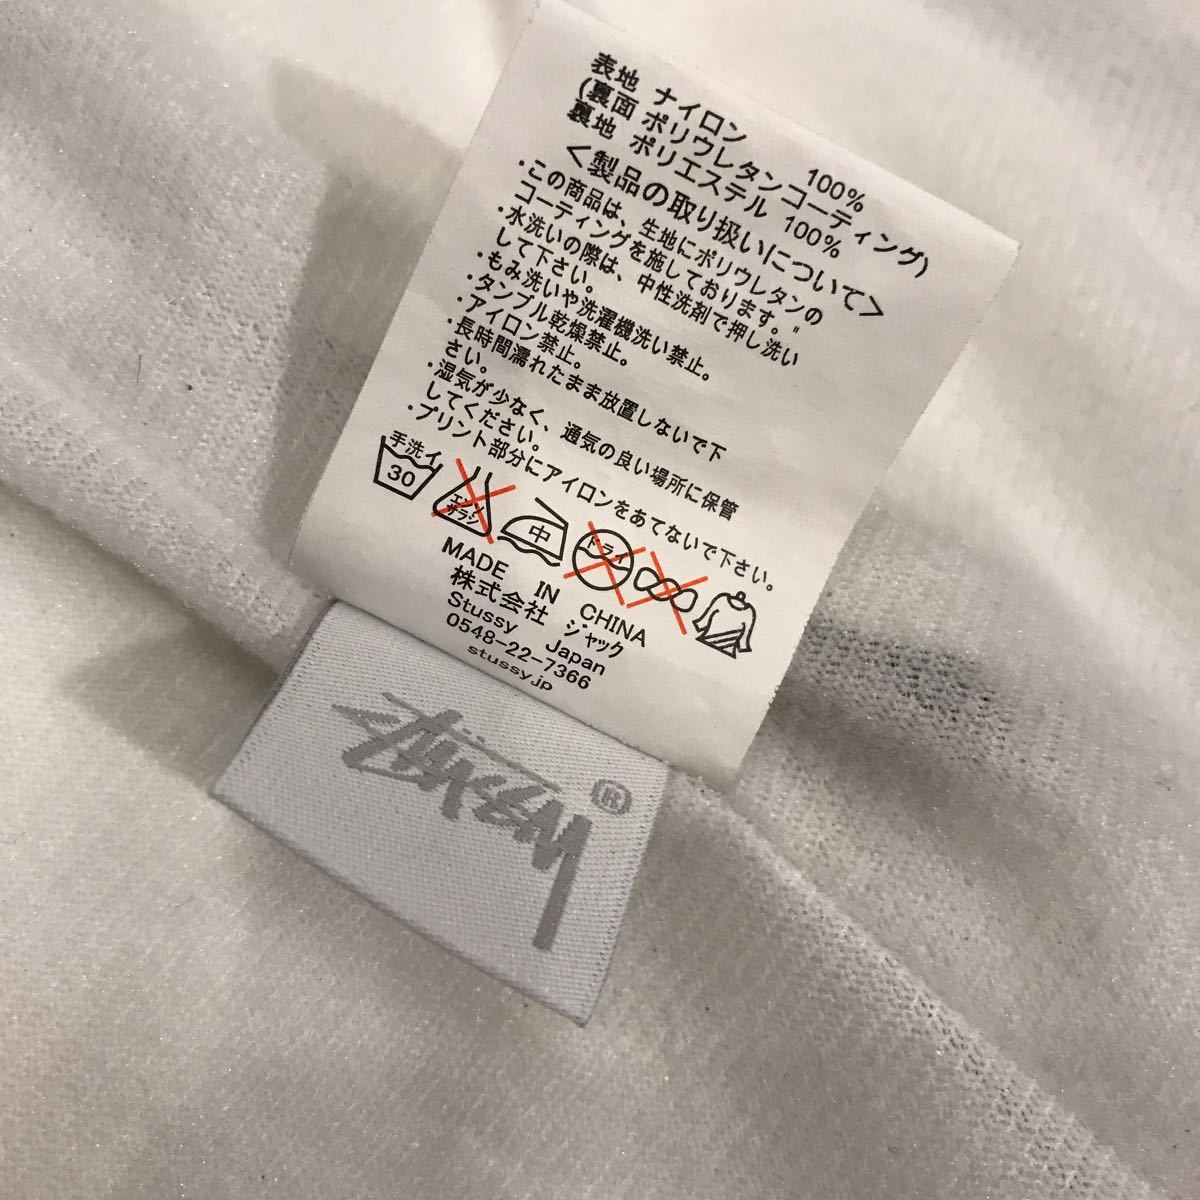 表地 ナイロン 100%
(裏面 ポリウレタンコーティング)
裏地 ポリエステル 100%
<製品の取り扱いについて>
・この商品は、生地にポリウレタンの
コーティングを施しております。"
・水洗いの際は、中性洗剤で押し洗い
して下さい。
・もみ洗いや洗濯機洗い禁止。
・タンブル乾燥禁止。
・アイロン禁止。
・長時間濡れたまま放置しないで下
さい。
・湿気が少なく、通気の良い場所に保管
してください。
・プリント部分にアイロンをあてないで下さい。
手洗イ
30
エンソ
サラシ
中
ドライ
MADE IN CHINA
株式会社 ジャック
Stussy Japan
0548-22-7366
stussy.jp
Stüssy ®